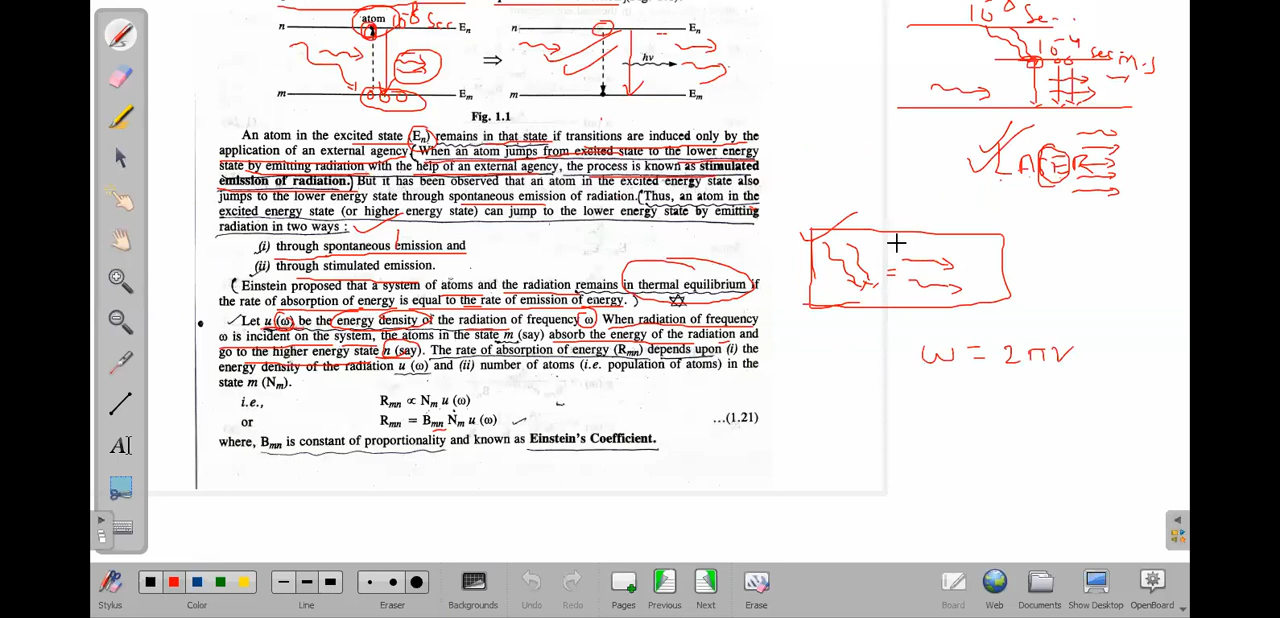 atom 10-8 Sec
n En
n En
hν
⇒
m Em
m Em
Fig. 1.1
An atom in the excited state (En) remains in that state if transitions are induced only by the
application of an external agency. When an atom jumps from excited state to the lower energy
state by emitting radiation with the help of an external agency, the process is known as stimulated
emission of radiation. But it has been observed that an atom in the excited energy state also
jumps to the lower energy state through spontaneous emission of radiation. Thus, an atom in the
excited energy state (or higher energy state) can jump to the lower energy state by emitting
radiation in two ways :
(i) through spontaneous emission and
(ii) through stimulated emission.
Einstein proposed that a system of atoms and the radiation remains in thermal equilibrium if
the rate of absorption of energy is equal to the rate of emission of energy.
Let u (ω) be the energy density of the radiation of frequency ω. When radiation of frequency
ω is incident on the system, the atoms in the state m (say) absorb the energy of the radiation and
go to the higher energy state n (say). The rate of absorption of energy (Rmn) depends upon (i) the
energy density of the radiation u (ω) and (ii) number of atoms (i.e. population of atoms) in the
state m (Nm).
i.e., Rmn ∝ Nm u (ω)
or Rmn = Bmn Nm u (ω) ...(1.21)
where, Bmn is constant of proportionality and known as Einstein's Coefficient.
10-8 Sec.
10-4 sec
m.s
LASER
=
ω = 2πν
Stylus
Color
Line
Eraser
Backgrounds
Undo
Redo
Pages
Previous
Next
Erase
Board
Web
Documents
Show Desktop
OpenBoard